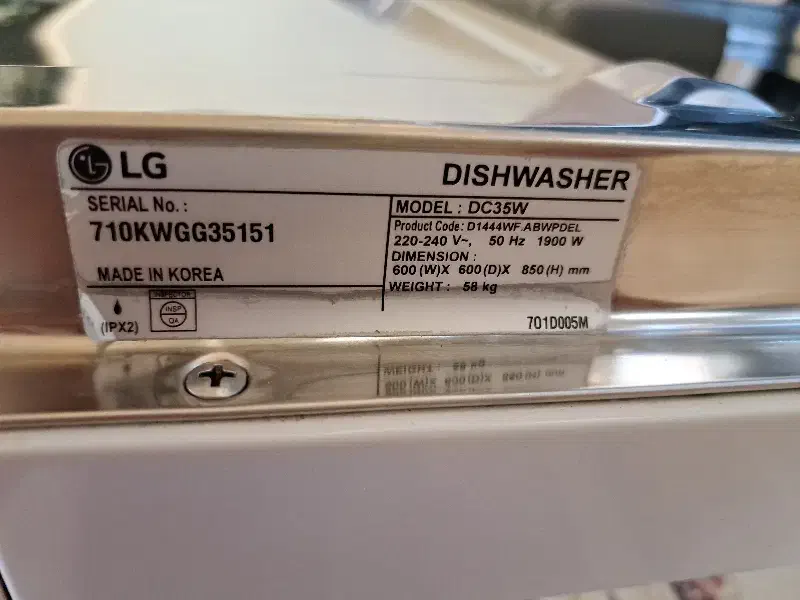 LG
DISHWASHER
SERIAL No. :
710KWGG35151
MADE IN KOREA
(IPX2)
INSP
QA
MODEL : DC35W
Product Code: D1444WF.ABWPDEL
220-240 V~, 50 Hz 1900 W
DIMENSION :
600 (W)X 600 (D)X 850 (H) mm
WEIGHT : 58 kg
701D005M